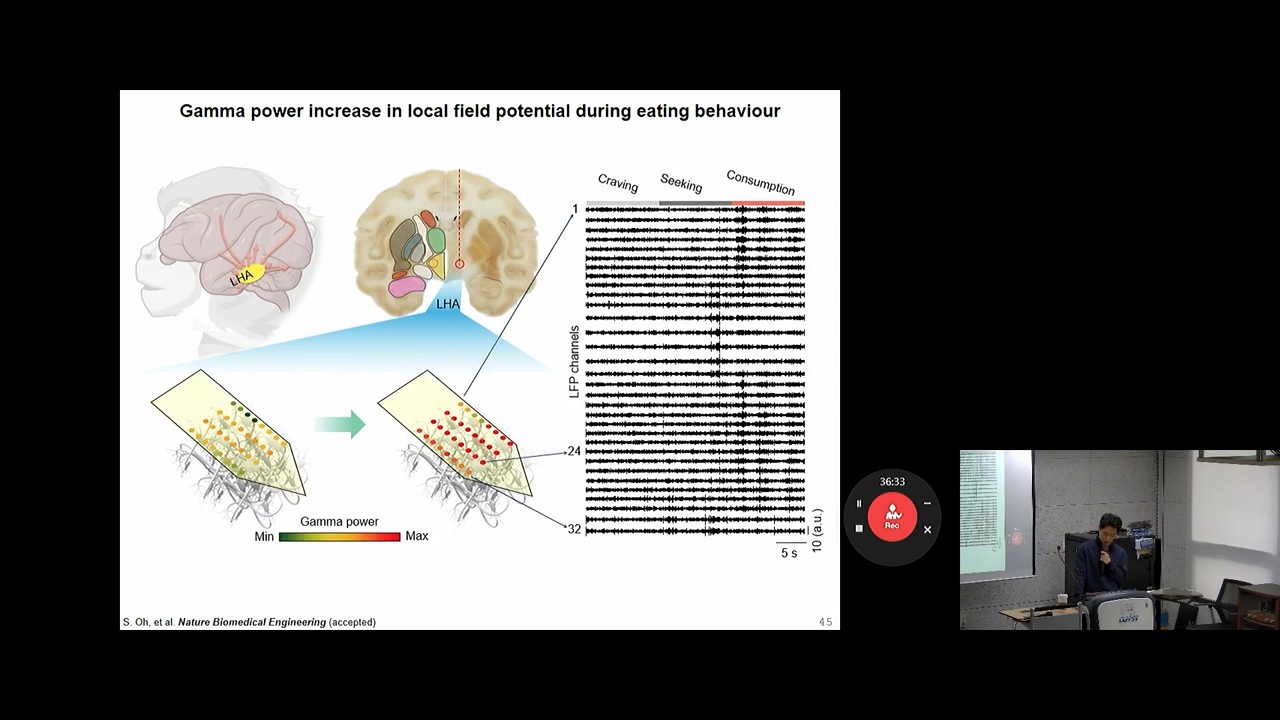 Gamma power increase in local field potential during eating behaviour
Craving Seeking Consumption
LHA
LHA
LFP channels
1
24
32
Gamma power
Min Max
5 s
10 (a.u.)
S. Oh, et al. Nature Biomedical Engineering (accepted)
45
36:33
Rec